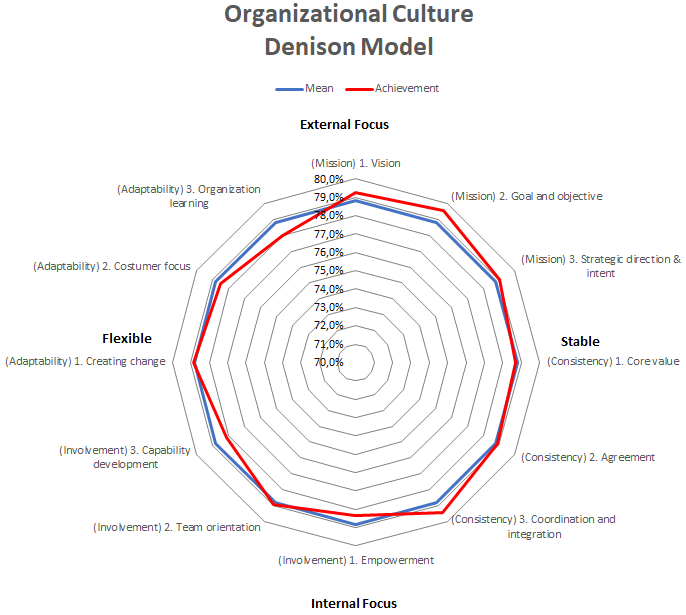 Organizational Culture
Denison Model
Mean
Achievement
External Focus
(Mission) 1. Vision
80,0%
79,0%
78,0%
77,0%
76,0%
75,0%
74,0%
73,0%
72,0%
71,0%
70,0%
(Mission) 2. Goal and objective
(Mission) 3. Strategic direction &
intent
Stable
(Consistency) 1. Core value
(Consistency) 2. Agreement
(Consistency) 3. Coordination and
integration
(Involvement) 1. Empowerment
(Involvement) 2. Team orientation
(Involvement) 3. Capability
development
(Adaptability) 1. Creating change
Flexible
(Adaptability) 2. Costumer focus
(Adaptability) 3. Organization
learning
Internal Focus